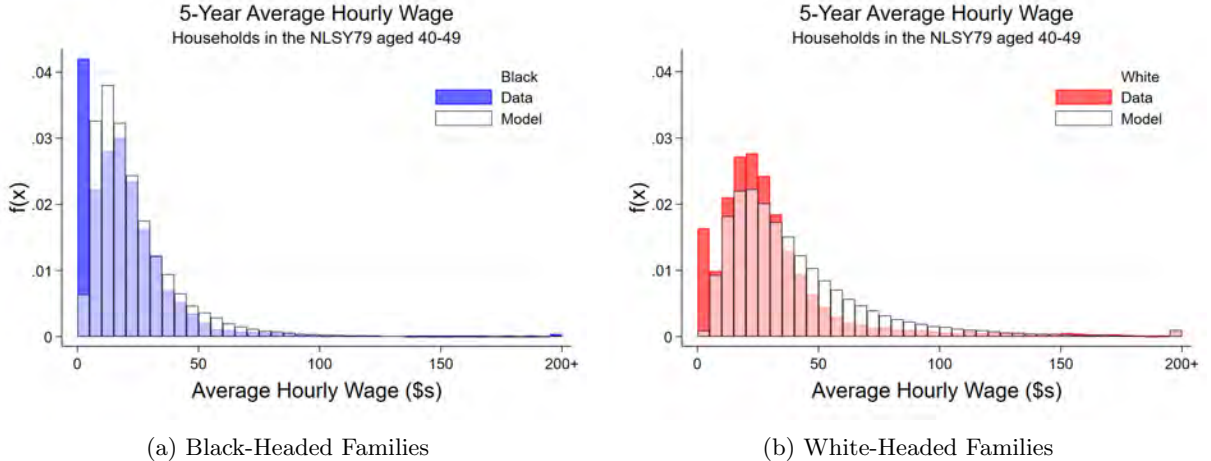 5-Year Average Hourly Wage
Households in the NLSY79 aged 40-49
Black
Data
Model
f(x)
.04
.03
.02
.01
0
0 50 100 150 200+
Average Hourly Wage ($s)
(a) Black-Headed Families
5-Year Average Hourly Wage
Households in the NLSY79 aged 40-49
White
Data
Model
f(x)
.04
.03
.02
.01
0
0 50 100 150 200+
Average Hourly Wage ($s)
(b) White-Headed Families